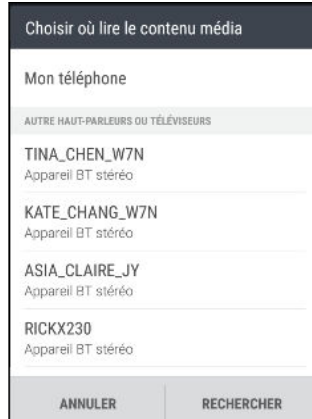 Choisir où lire le contenu média
Mon téléphone
AUTRE HAUT-PARLEURS OU TÉLÉVISEURS
TINA_CHEN_W7N
Appareil BT stéréo
KATE_CHANG_W7N
Appareil BT stéréo
ASIA_CLAIRE_JY
Appareil BT stéréo
RICKX230
Appareil BT stéréo
ANNULER RECHERCHER